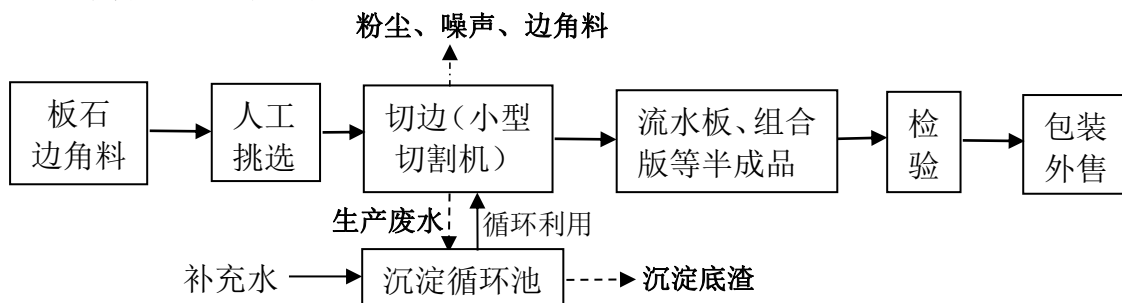 粉尘、噪声、边角料
板石
边角料
人工
挑选
切边（小型
切割机）
流水板、组合
版等半成品
检
验
包装
外售
生产废水
循环利用
补充水
沉淀循环池
沉淀底渣